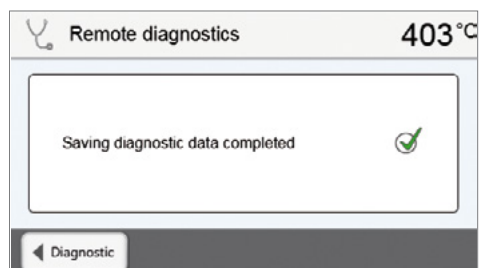 Remote diagnostics 403°C
Saving diagnostic data completed
Diagnostic